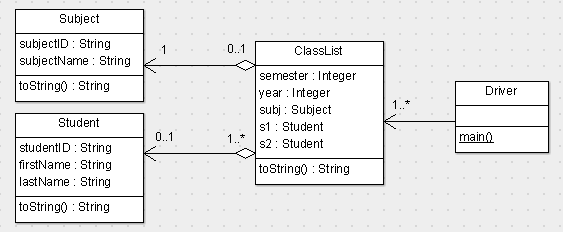 Subject
subjectID : String
subjectName : String
toString() : String
1
0..1
ClassList
semester : Integer
year : Integer
subj : Subject
s1 : Student
s2 : Student
toString() : String
Driver
main()
1..*
Student
studentID : String
firstName : String
lastName : String
toString() : String
0..1
1..*